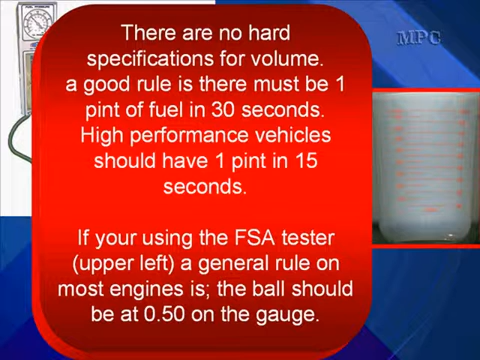 There are no hard
specifications for volume.
a good rule is there must be 1
pint of fuel in 30 seconds.
High performance vehicles
should have 1 pint in 15
seconds.
If your using the FSA tester
(upper left) a general rule on
most engines is; the ball should
be at 0.50 on the gauge.
MPC